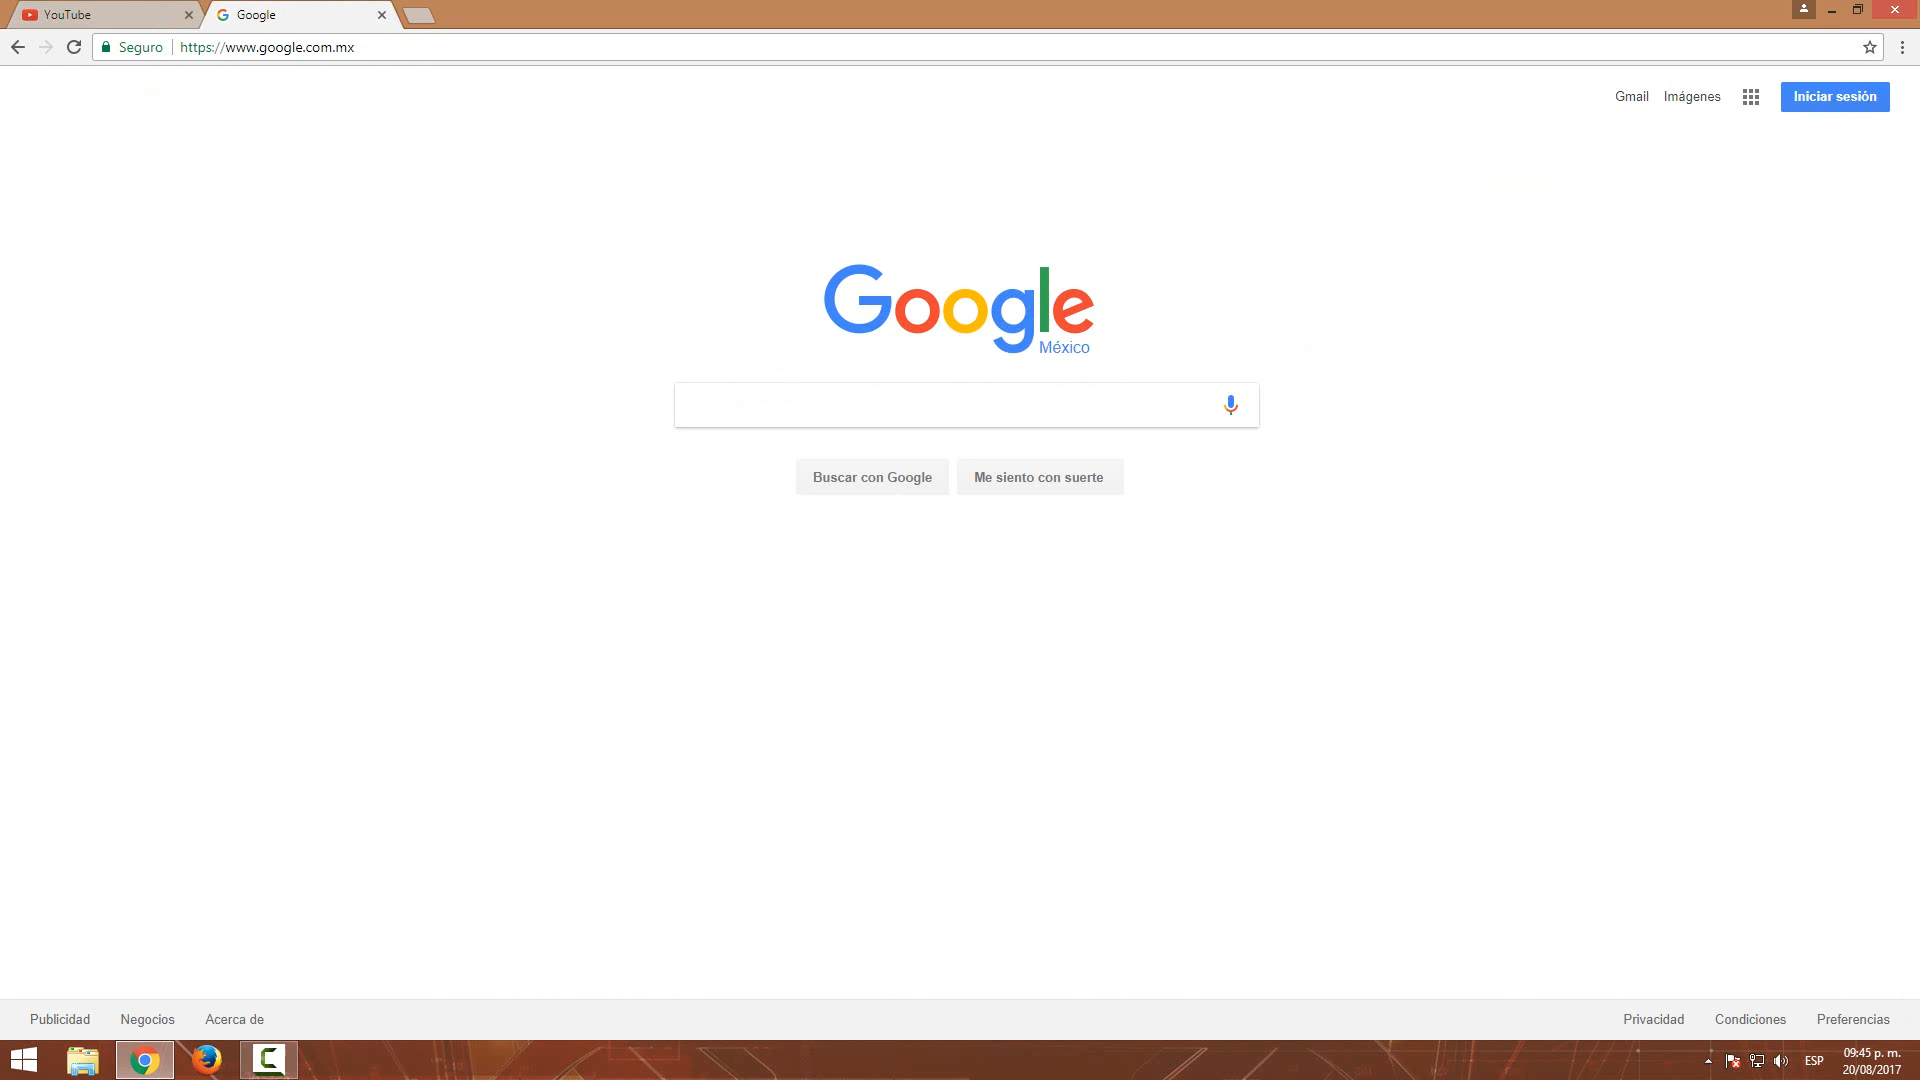 YouTube
Google
Seguro https://www.google.com.mx
Gmail Imágenes Iniciar sesión
Google
México
Buscar con Google Me siento con suerte
Publicidad Negocios Acerca de Privacidad Condiciones Preferencias
ESP
09:45 p. m.
20/08/2017